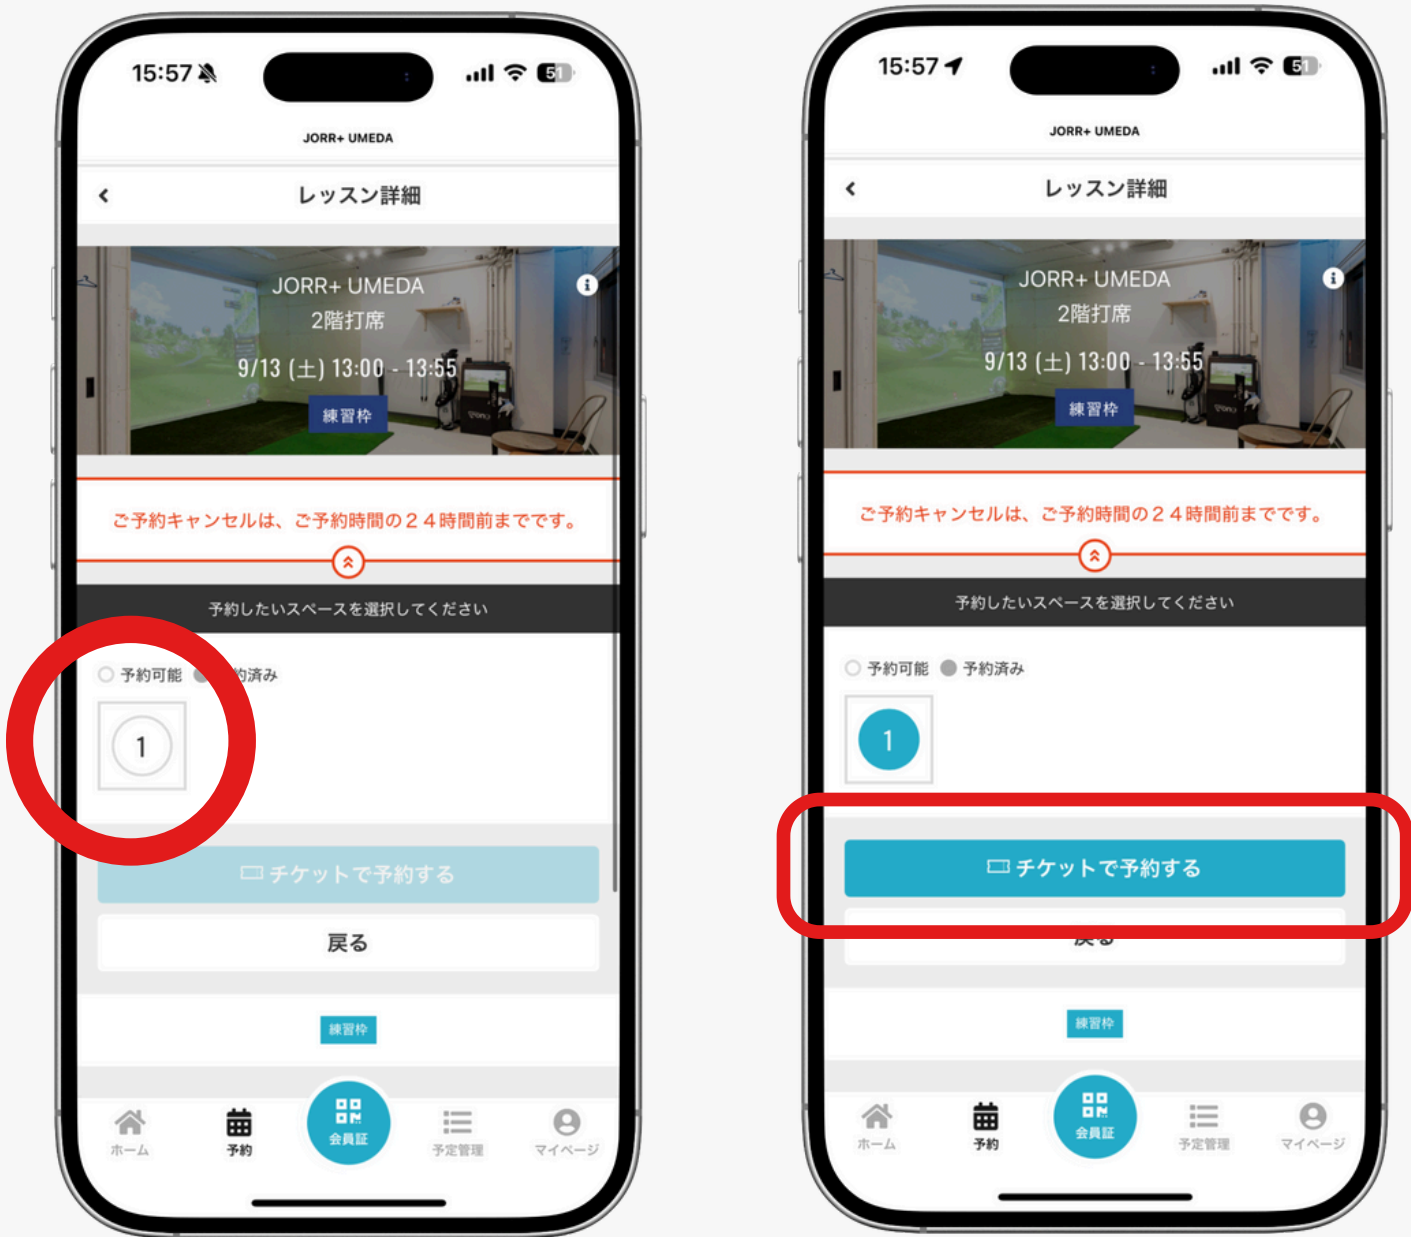 15:57
51
JORR+ UMEDA
レッスン詳細
JORR+ UMEDA
2階打席
9/13 (土) 13:00 - 13:55
練習枠
ご予約キャンセルは、ご予約時間の２４時間前までです。
予約したいスペースを選択してください
予約可能 約済み
1
チケットで予約する
戻る
練習枠
ホーム
予約
会員証
予定管理
マイページ
15:57
51
JORR+ UMEDA
レッスン詳細
JORR+ UMEDA
2階打席
9/13 (土) 13:00 - 13:55
練習枠
ご予約キャンセルは、ご予約時間の２４時間前までです。
予約したいスペースを選択してください
予約可能 予約済み
1
チケットで予約する
戻る
練習枠
ホーム
予約
会員証
予定管理
マイページ